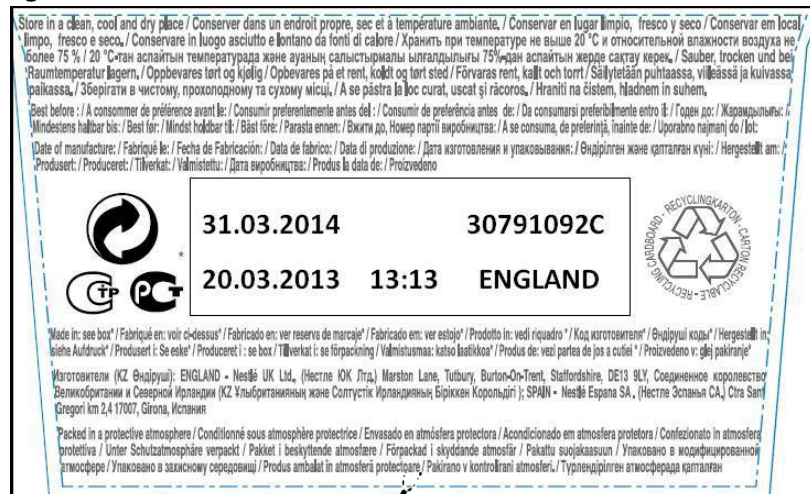 Store in a clean, cool and dry place / Conserver dans un endroit propre, sec et à température ambiante. / Conservar en lugar limpio, fresco y seco / Conservar em local
limpo, fresco e seco. / Conservare in luogo asciutto e lontano da fonti di calore / Хранить при температуре не выше 20 °C и относительной влажности воздуха не
более 75 % / 20 °C-тан аспайтын температурада және ауаның салыстырмалы ылғалдылығы 75%-дан аспайтын жерде сақтау керек. / Sauber, trocken und bei
Raumtemperatur lagern. / Oppbevares tørt og kjølig / Opbevares på et rent, koldt og tørt sted / Förvaras rent, kallt och torrt / Säilytetään puhtaassa, viileässä ja kuivassa
paikassa. / Зберігати в чистому, прохолодному та сухому місці. / A se păstra la loc curat, uscat şi răcoros. / Hraniti na čistem, hladnem in suhem.
Best before : / A consommer de préférence avant le: / Consumir preferentemente antes del : / Consumir de preferência antes de: / Da consumarsi preferibilmente entro il: / Годен до: / Жарамдылығы: /
Mindestens haltbar bis: / Best før: / Mindst holdbar til: / Bäst före: / Parasta ennen: / Вжити до, Номер партії виробництва: / A se consuma, de preferinţă, înainte de: / Uporabno najmanj do / lot:
Date of manufacture: / Fabriqué le: / Fecha de Fabricación: / Data de fabrico: / Data di produzione: / Дата изготовления и упаковывания: / Өндірілген және қапталған күні: / Hergestellt am: /
Produsert: / Produceret: / Tilverkat: / Valmistettu: / Дата виробництва: / Produs la data de: / Proizvedeno
31.03.2014 30791092C
20.03.2013 13:13 ENGLAND
*
CARDBOARD - RECYCLINGKARTON - CARTON RECYCLABLE -
"Made in: see box" / Fabriqué en: voir ci-dessus" / Fabricado en: ver reserva de marcaje" / Fabricado em: ver estojo" / Prodotto in: vedi riquadro " / Код изготовителя" / Өндіруші коды" / Hergestellt in:
siehe Aufdruck" / Produsert i: Se eske" / Produceret i : se box / Tillverkat i: se förpackning / Valmistusmaa: katso laatikkoa" / Produs de: vezi partea de jos a cutiei " / Proizvedeno v: glej pakiranje"
Изготовители (KZ Өндіруші): ENGLAND - Nestlé UK Ltd., (Нестле ЮК Лтд.) Marston Lane, Tutbury, Burton-On-Trent, Staffordshire, DE13 9LY, Соединенное королевство
Великобритании и Северной Ирландии (KZ Ұлыбритания­ның және Солтүстік Ирландияның Біріккен Корольдігі ); SPAIN - Nestlé Espana SA., (Нестле Эспанья СА.) Ctra Sant
Gregori km 2,4 17007, Girona, Испания
Packed in a protective atmosphere / Conditionné sous atmosphère protectrice / Envasado en atmósfera protectora / Acondicionado em atmosfera protetora / Confezionato in atmosfera
protettiva / Unter Schutzatmosphäre verpackt / Pakket i beskyttende atmosfære / Förpackad i skyddande atmosfär / Pakattu suojakaasuun / Упаковано в модифицированной
атмосфере / Упаковано в захисному середовищі / Produs ambalat în atmosferă protectoare / Pakirano v kontrolirani atmosferi. / Түрлендірілген атмосферада қапталған